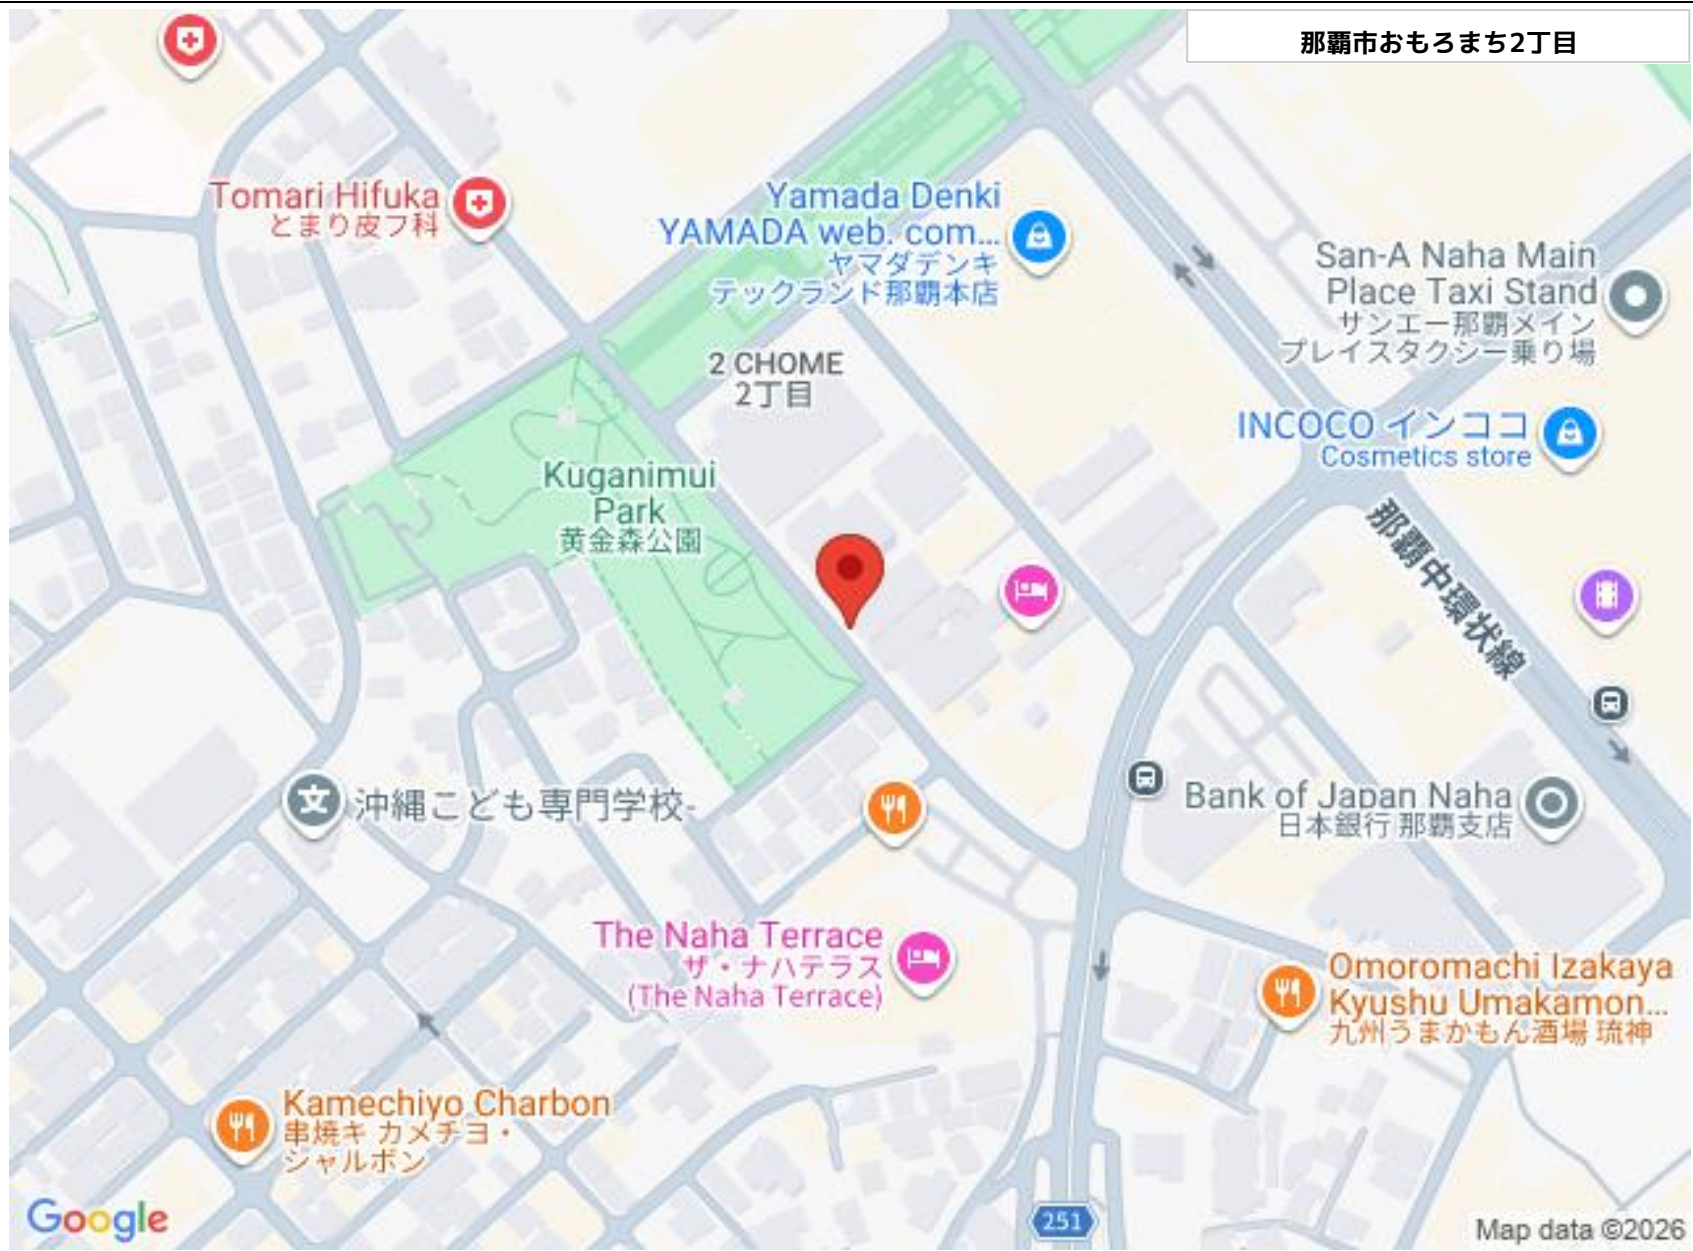 那覇市おもろまち2丁目
Tomari Hifuka
とまり皮フ科
Yamada Denki
YAMADA web. com...
ヤマダデンキ
テックランド那覇本店
San-A Naha Main
Place Taxi Stand
サンエー那覇メイン
プレイスタクシー乗り場
2 CHOME
2丁目
INCOCO インココ
Cosmetics store
Kuganimui
Park
黄金森公園
那覇中環状線
沖縄こども専門学校-
Bank of Japan Naha
日本銀行 那覇支店
The Naha Terrace
ザ・ナハテラス
(The Naha Terrace)
Omoromachi Izakaya
Kyushu Umakamon...
九州うまかもん酒場 琉神
Kamechiyo Charbon
串焼キ カメチヨ・
シャルボン
251
Google
Map data ©2026
文